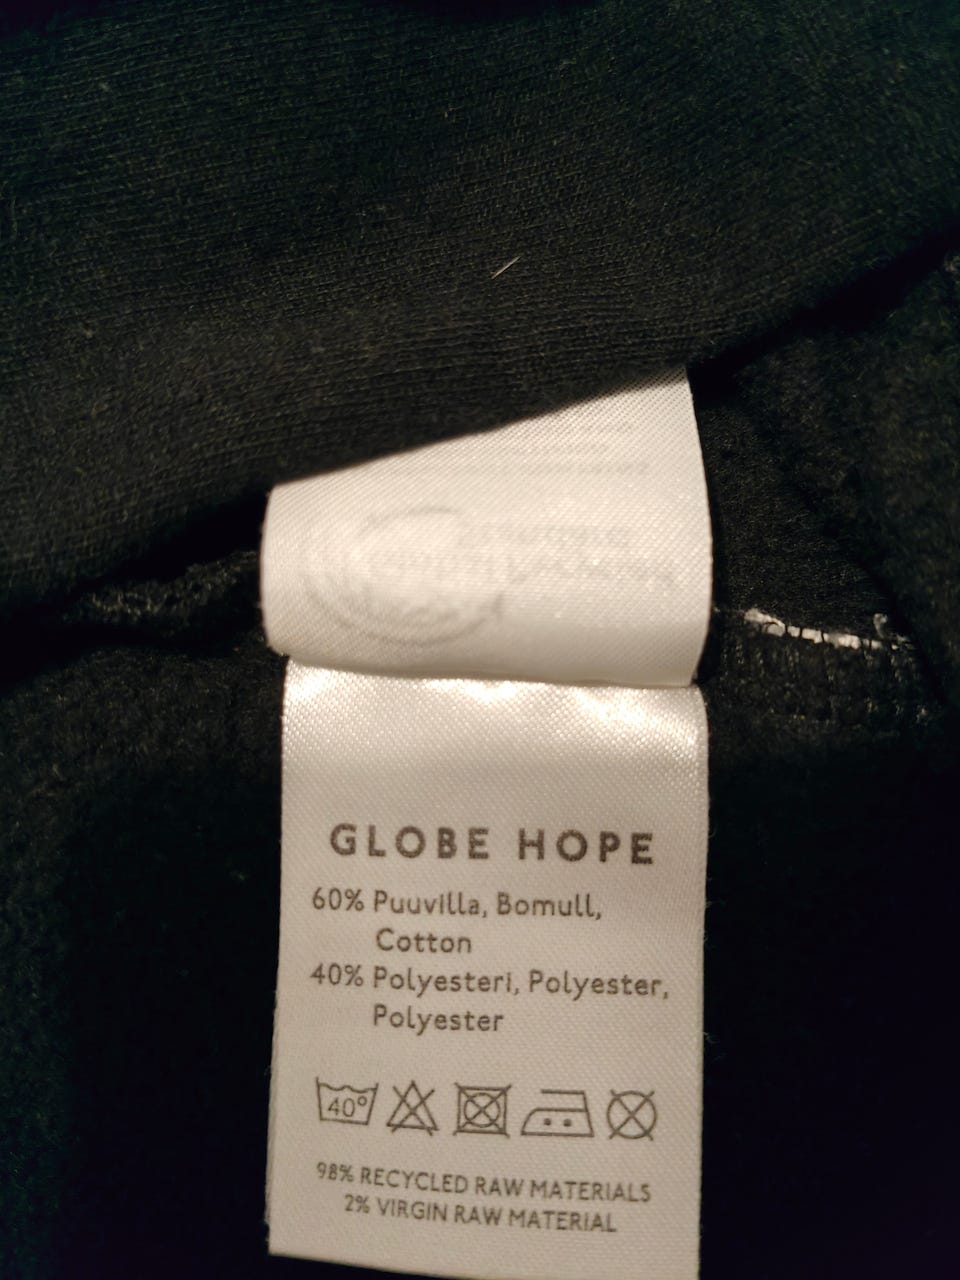 GLOBE HOPE
60% Puuvilla, Bomull,
Cotton
40% Polyesteri, Polyester,
Polyester
40°
98% RECYCLED RAW MATERIALS
2% VIRGIN RAW MATERIAL